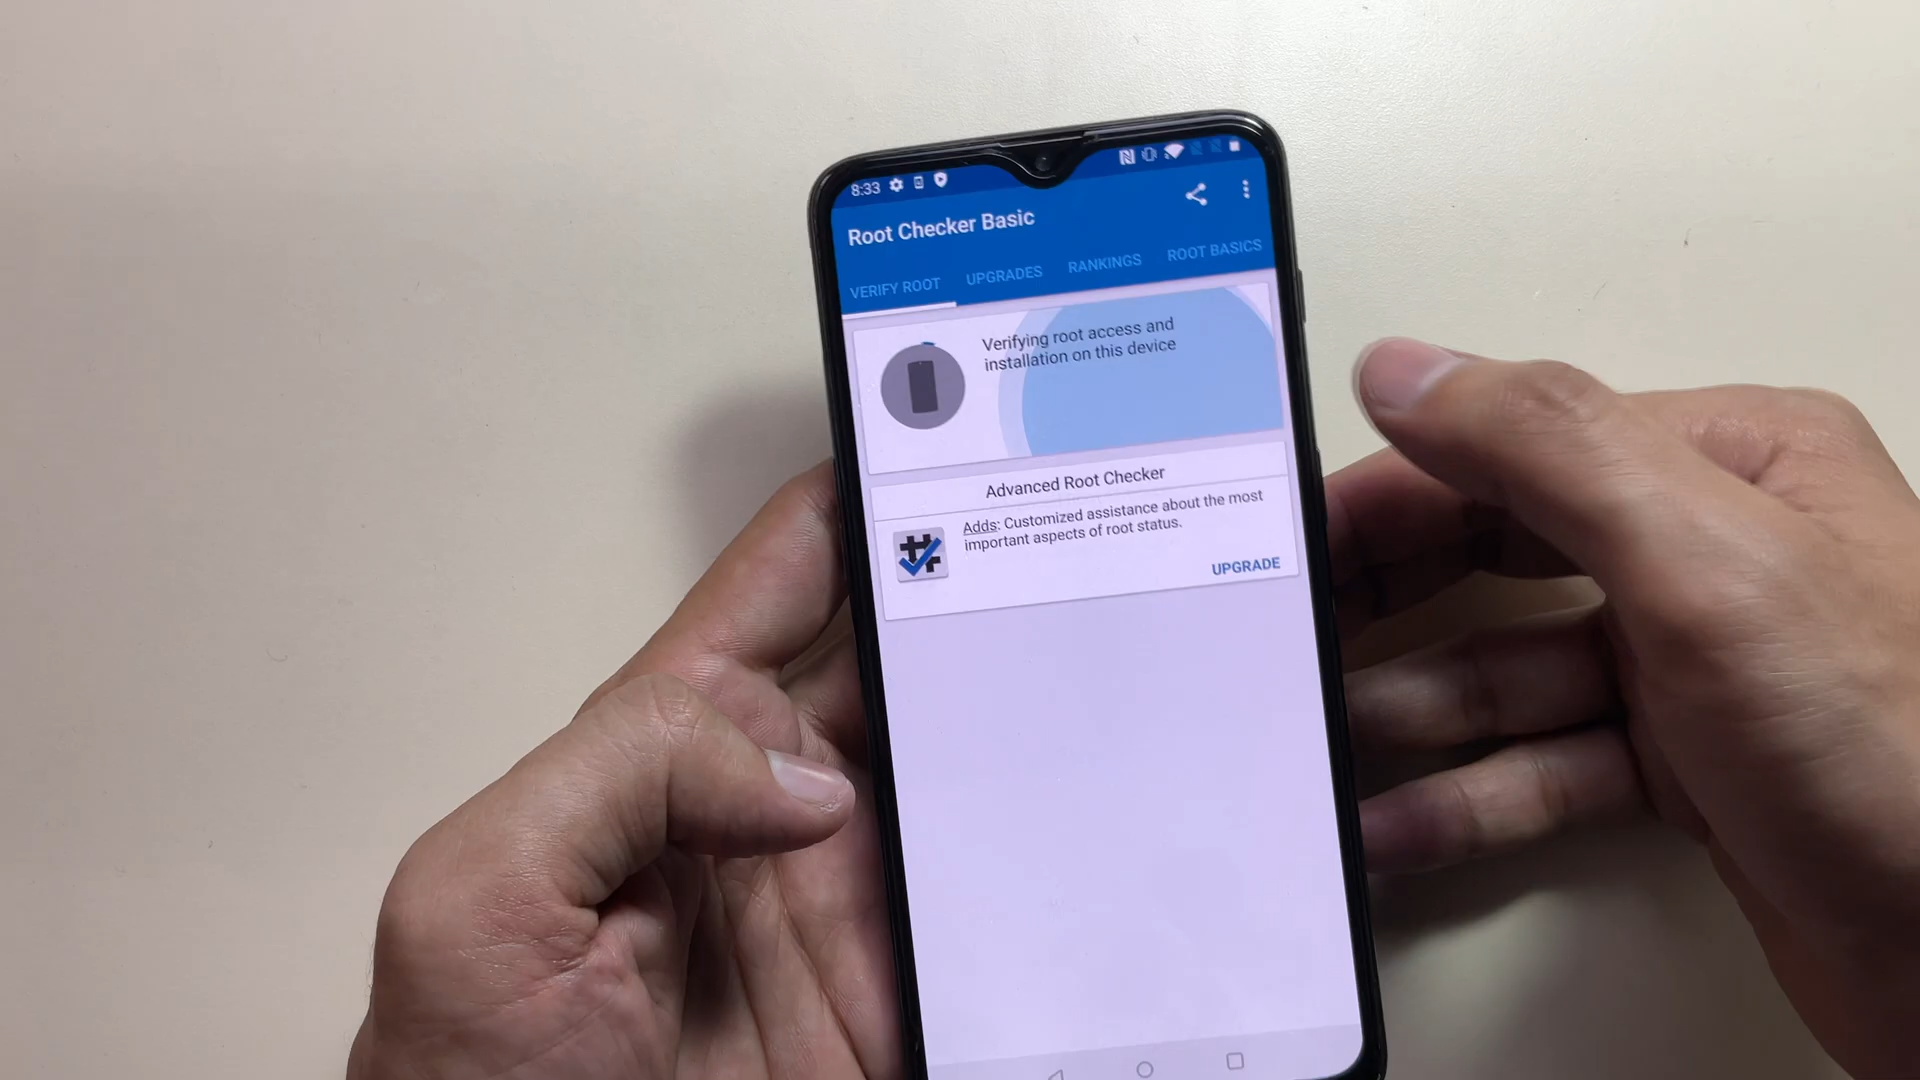 8:33
Root Checker Basic
VERIFY ROOT UPGRADES RANKINGS ROOT BASICS
Verifying root access and
installation on this device
Advanced Root Checker
Adds: Customized assistance about the most
important aspects of root status.
UPGRADE